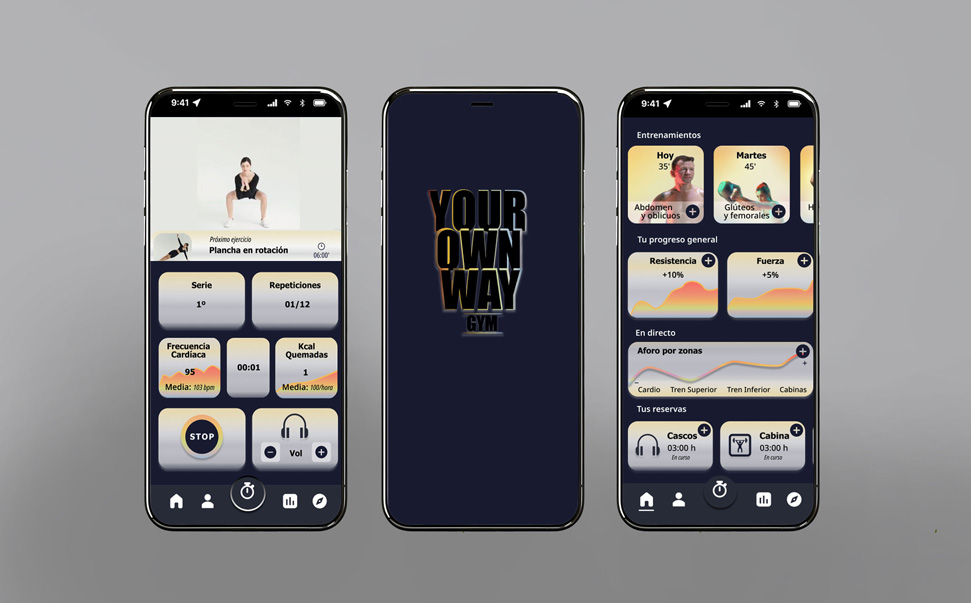 9:41
Próximo ejercicio
Plancha en rotación
06:00'
Serie
1º
Repeticiones
01/12
Frecuencia
Cardíaca
95
Media: 103 bpm
00:01
Kcal
Quemadas
1
Media: 100/hora
STOP
Vol
YOUR
OWN
WAY
GYM
9:41
Entrenamientos
Hoy
35'
Abdomen
y oblicuos
Martes
45'
Glúteos
y femorales
H
Tu progreso general
Resistencia
+10%
Fuerza
+5%
En directo
Aforo por zonas
Cardio
Tren Superior
Tren Inferior
Cabinas
Tus reservas
Cascos
03:00 h
En curso
Cabina
03:00 h
En curso